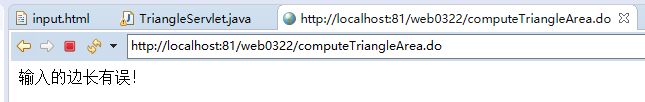 input.html TriangleServlet.java http://localhost:81/web0322/computeTriangleArea.do
http://localhost:81/web0322/computeTriangleArea.do
输入的边长有误!